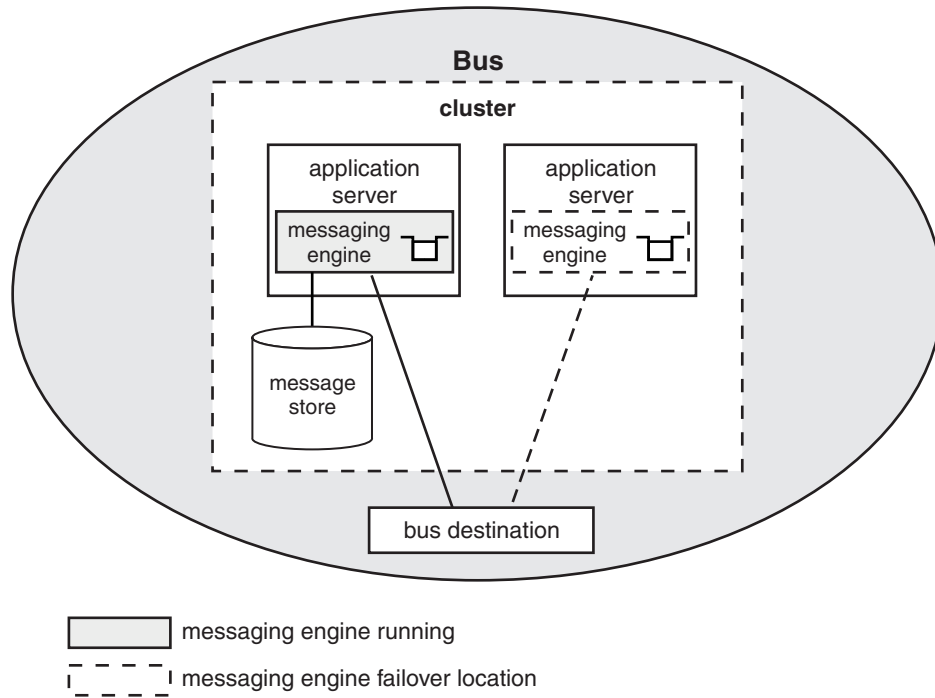 Bus
cluster
application
server
messaging
engine
application
server
messaging
engine
message
store
bus destination
messaging engine running
messaging engine failover location